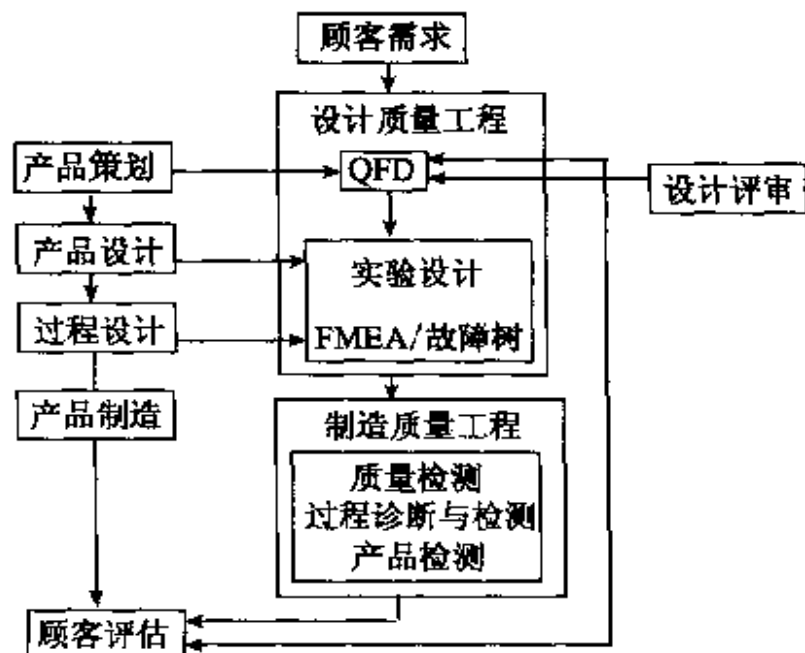 顾客需求
设计质量工程
产品策划
QFD
设计评审
产品设计
实验设计
过程设计
FMEA/故障树
产品制造
制造质量工程
质量检测
过程诊断与检测
产品检测
顾客评估